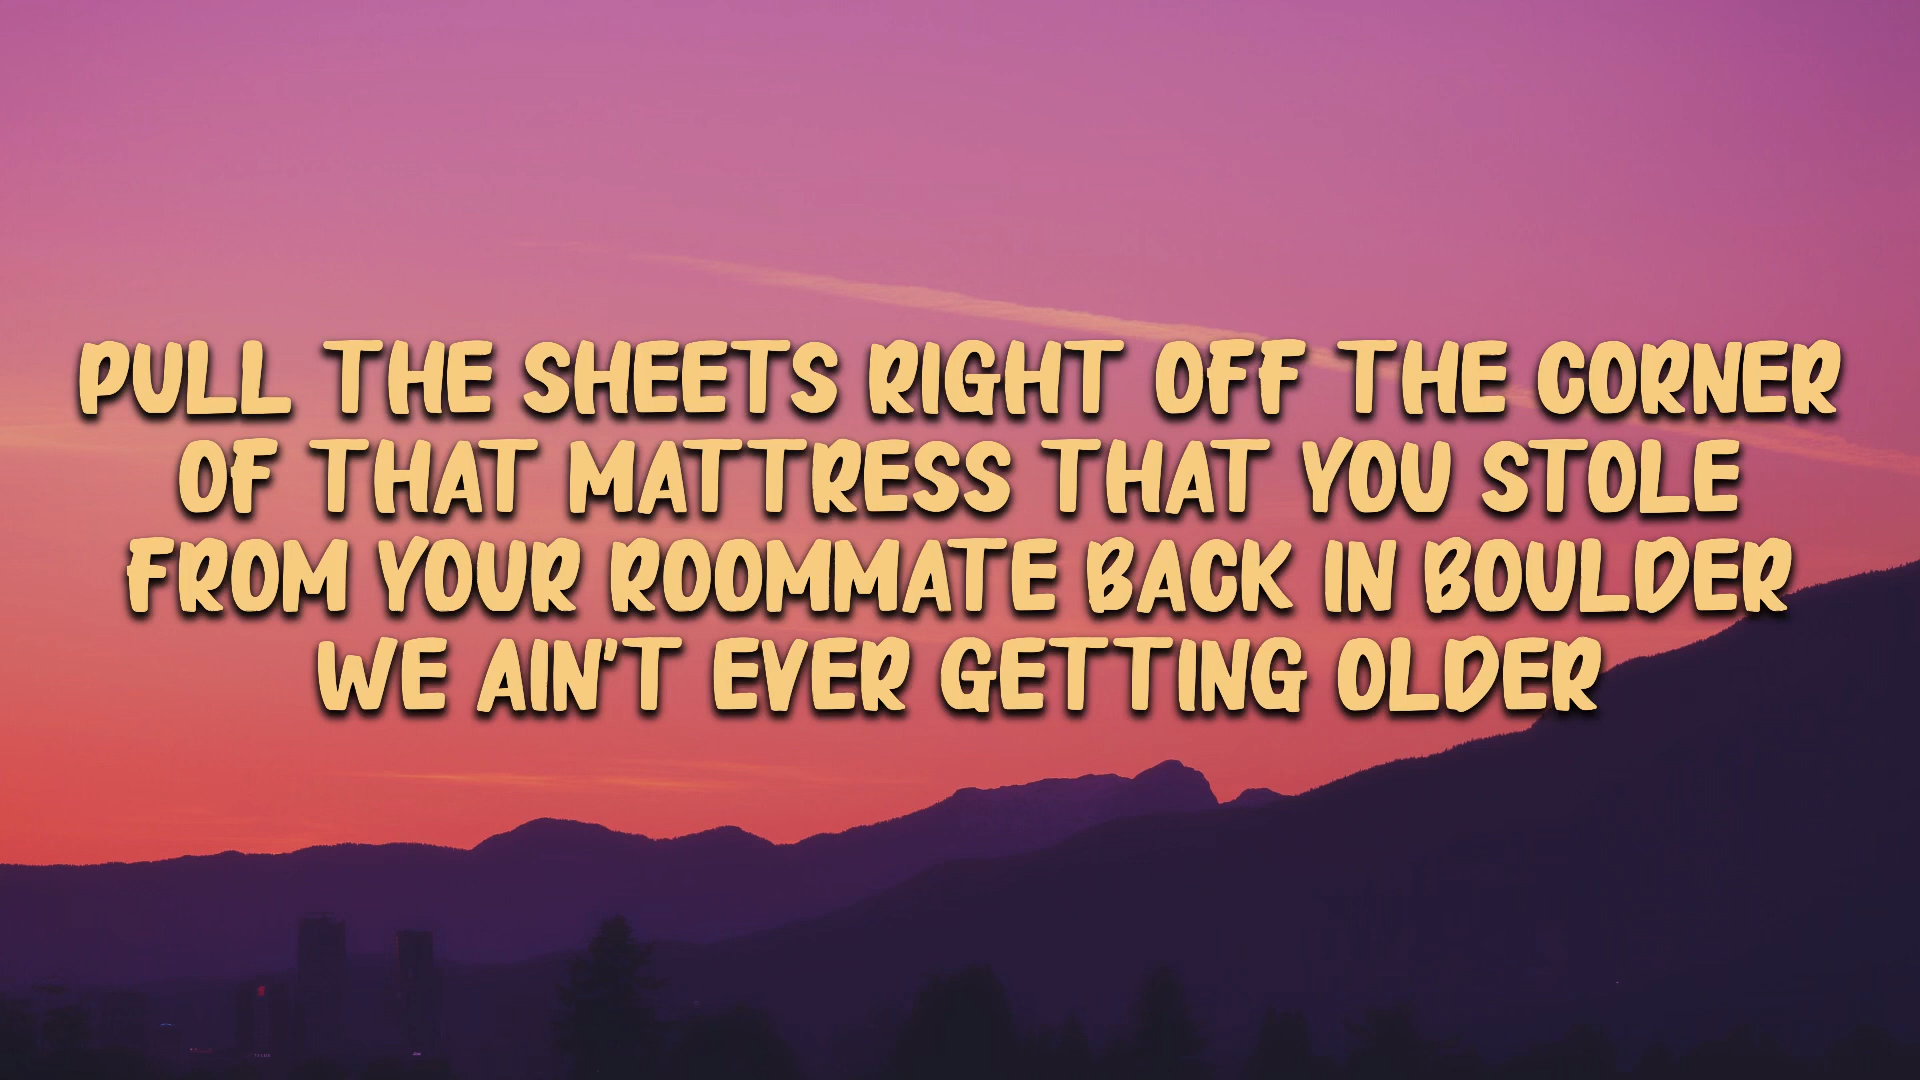 PULL THE SHEETS RIGHT OFF THE CORNER
OF THAT MATTRESS THAT YOU STOLE
FROM YOUR ROOMMATE BACK IN BOULDER
WE AIN'T EVER GETTING OLDER